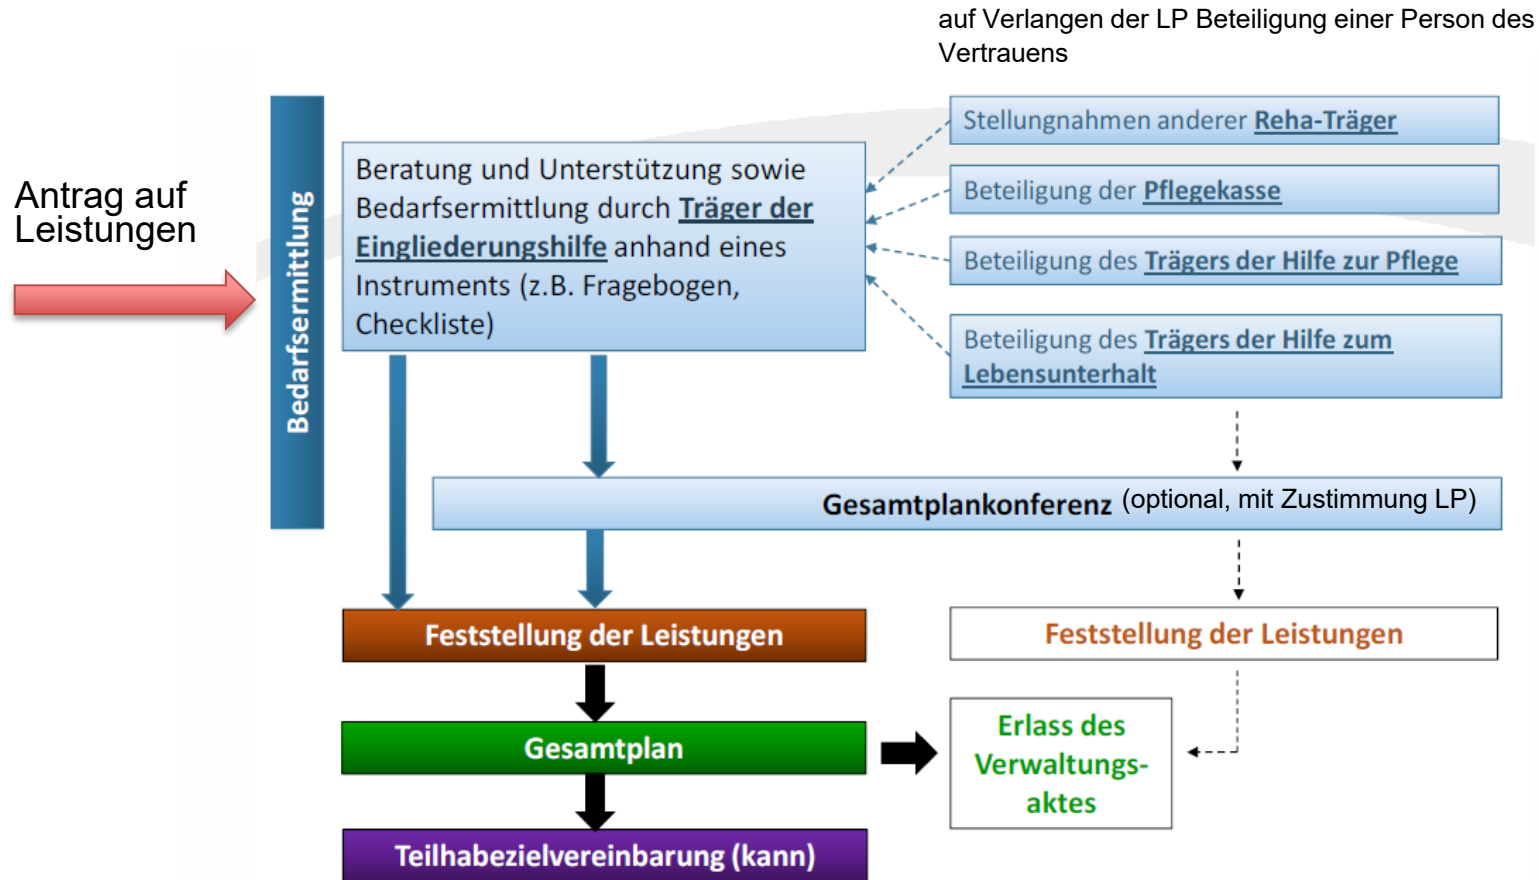 auf Verlangen der LP Beteiligung einer Person des
Vertrauens
Antrag auf
Leistungen
Bedarfsermittlung
Beratung und Unterstützung sowie
Bedarfsermittlung durch Träger der
Eingliederungshilfe anhand eines
Instruments (z.B. Fragebogen,
Checkliste)
Stellungnahmen anderer Reha-Träger
Beteiligung der Pflegekasse
Beteiligung des Trägers der Hilfe zur Pflege
Beteiligung des Trägers der Hilfe zum
Lebensunterhalt
Gesamtplankonferenz (optional, mit Zustimmung LP)
Feststellung der Leistungen
Feststellung der Leistungen
Gesamtplan
Erlass des
Verwaltungs-
aktes
Teilhabezielvereinbarung (kann)